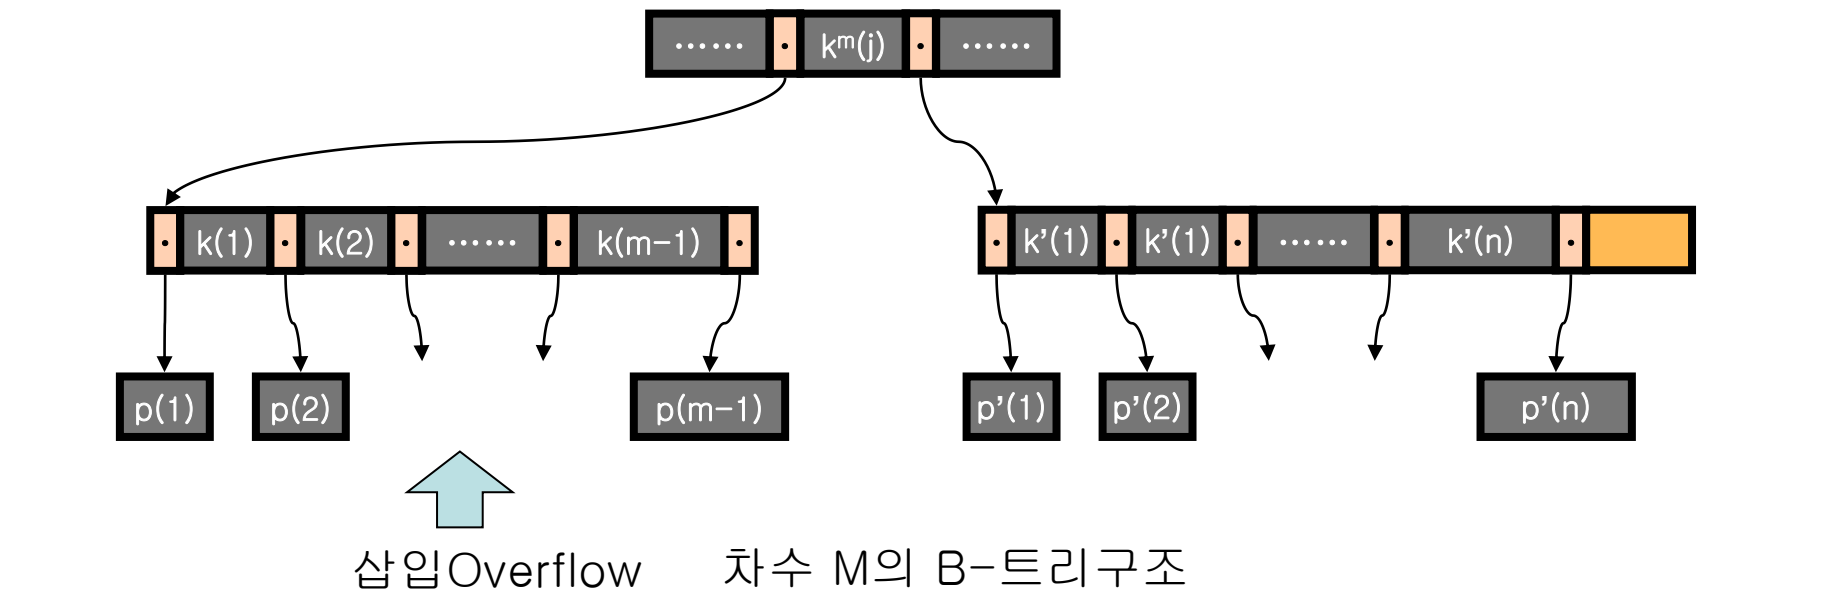 …… · kᵐ(j) · ……
· k(1) · k(2) · …… · k(m-1) ·
· k’(1) · k’(1) · …… · k’(n) ·
p(1) p(2) p(m-1)
p’(1) p’(2) p’(n)
삽입Overflow
차수 M의 B-트리구조